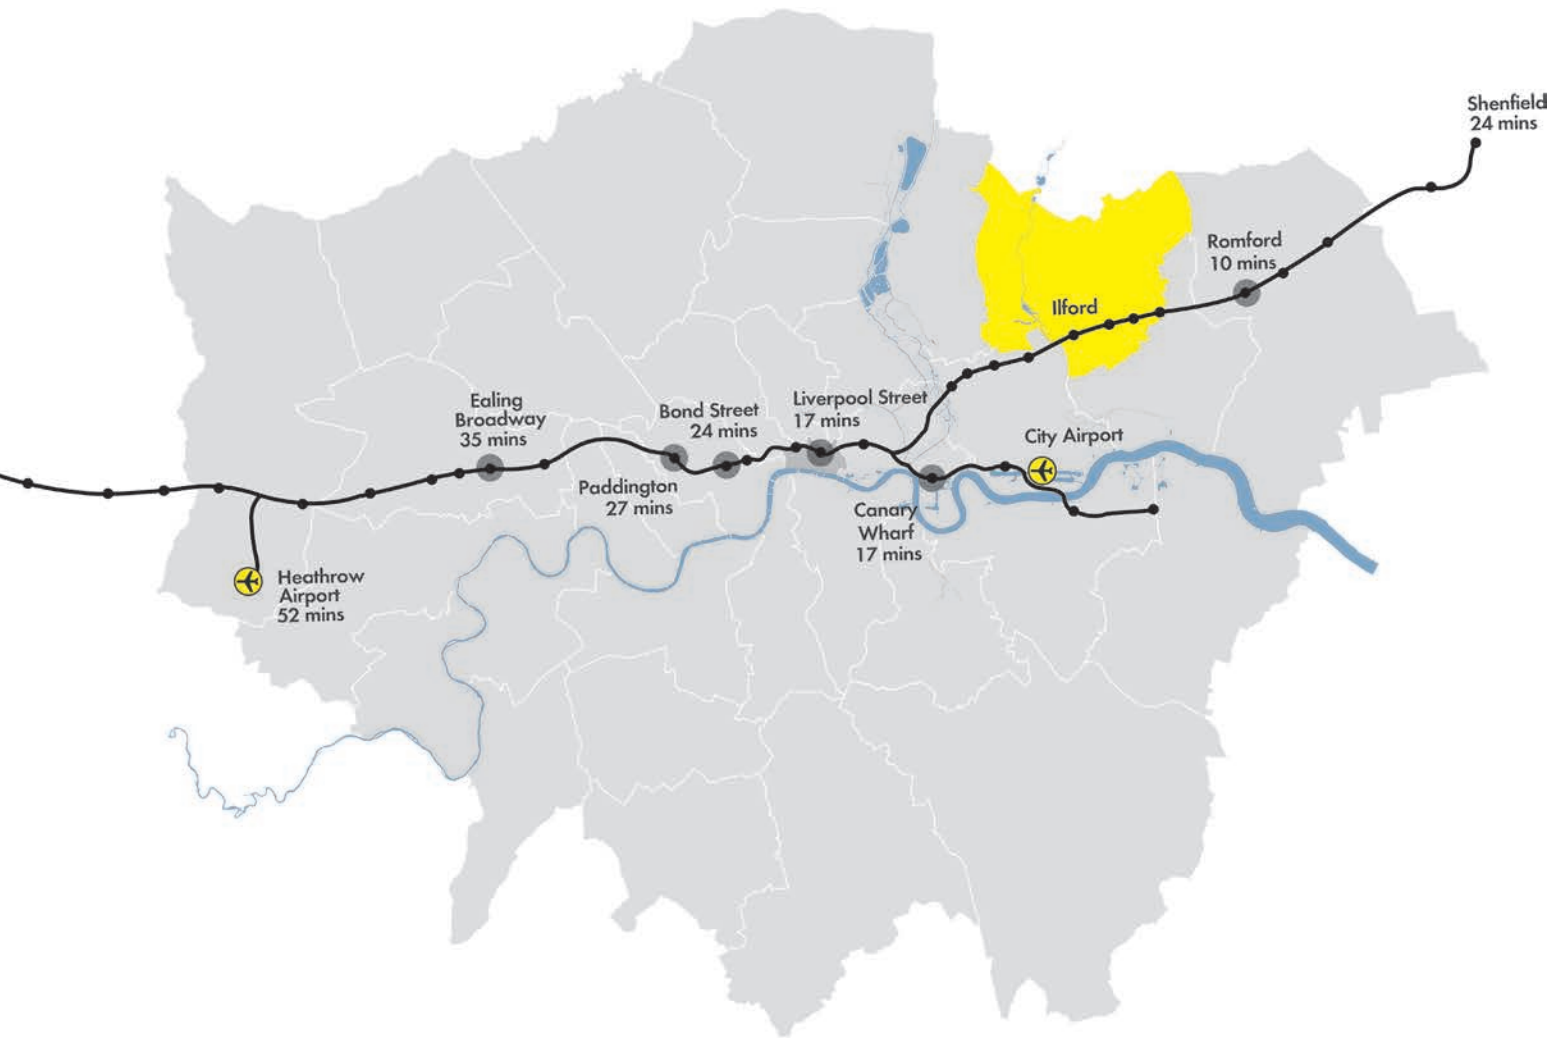 Shenfield
24 mins
Romford
10 mins
Ilford
Ealing
Broadway
35 mins
Bond Street
24 mins
Liverpool Street
17 mins
City Airport
Paddington
27 mins
Canary
Wharf
17 mins
Heathrow
Airport
52 mins